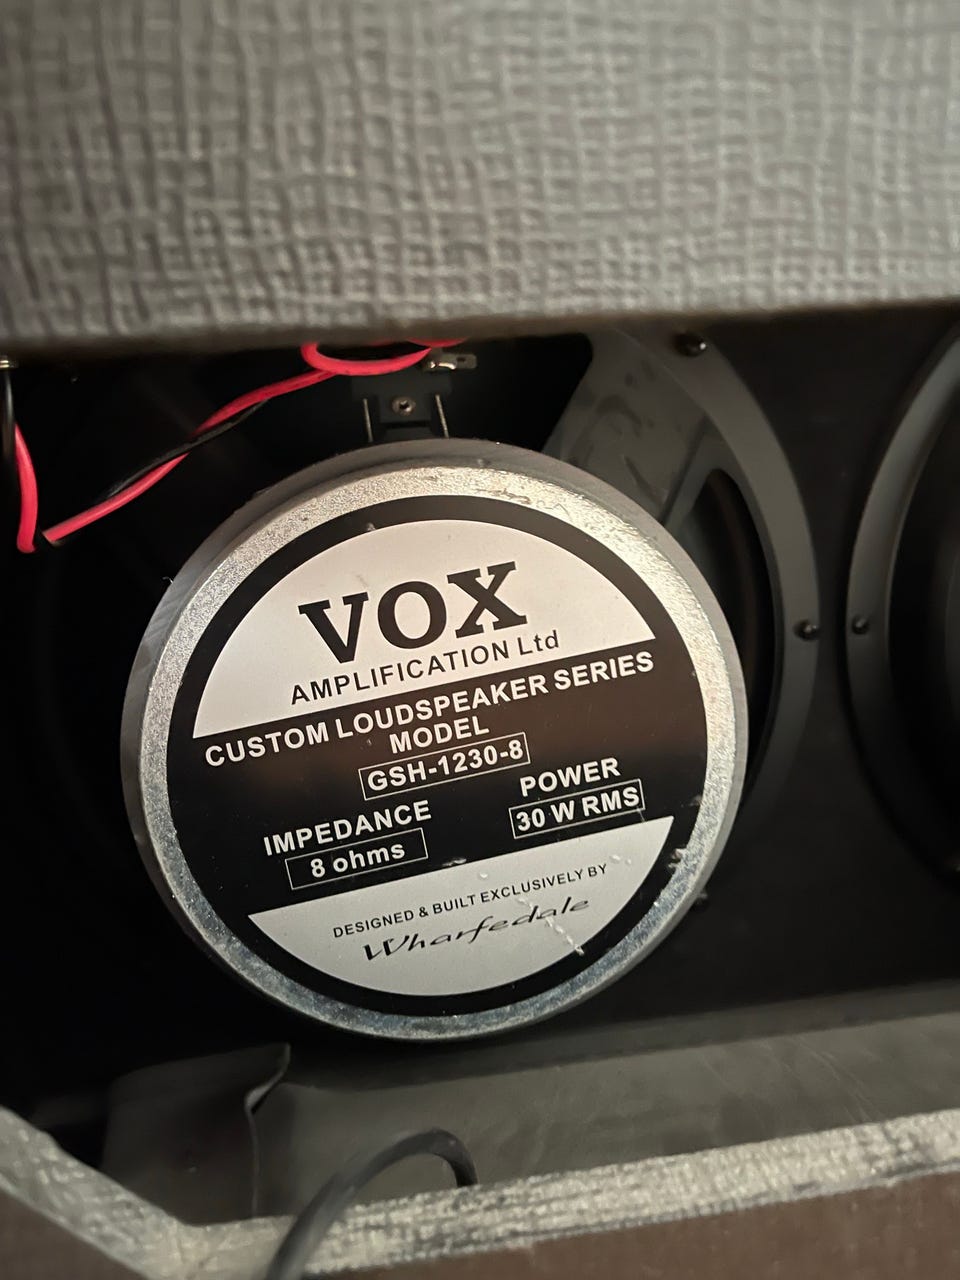 VOX
AMPLIFICATION Ltd
CUSTOM LOUDSPEAKER SERIES
MODEL
GSH-1230-8
IMPEDANCE
8 ohms
POWER
30 W RMS
DESIGNED & BUILT EXCLUSIVELY BY
Wharfedale